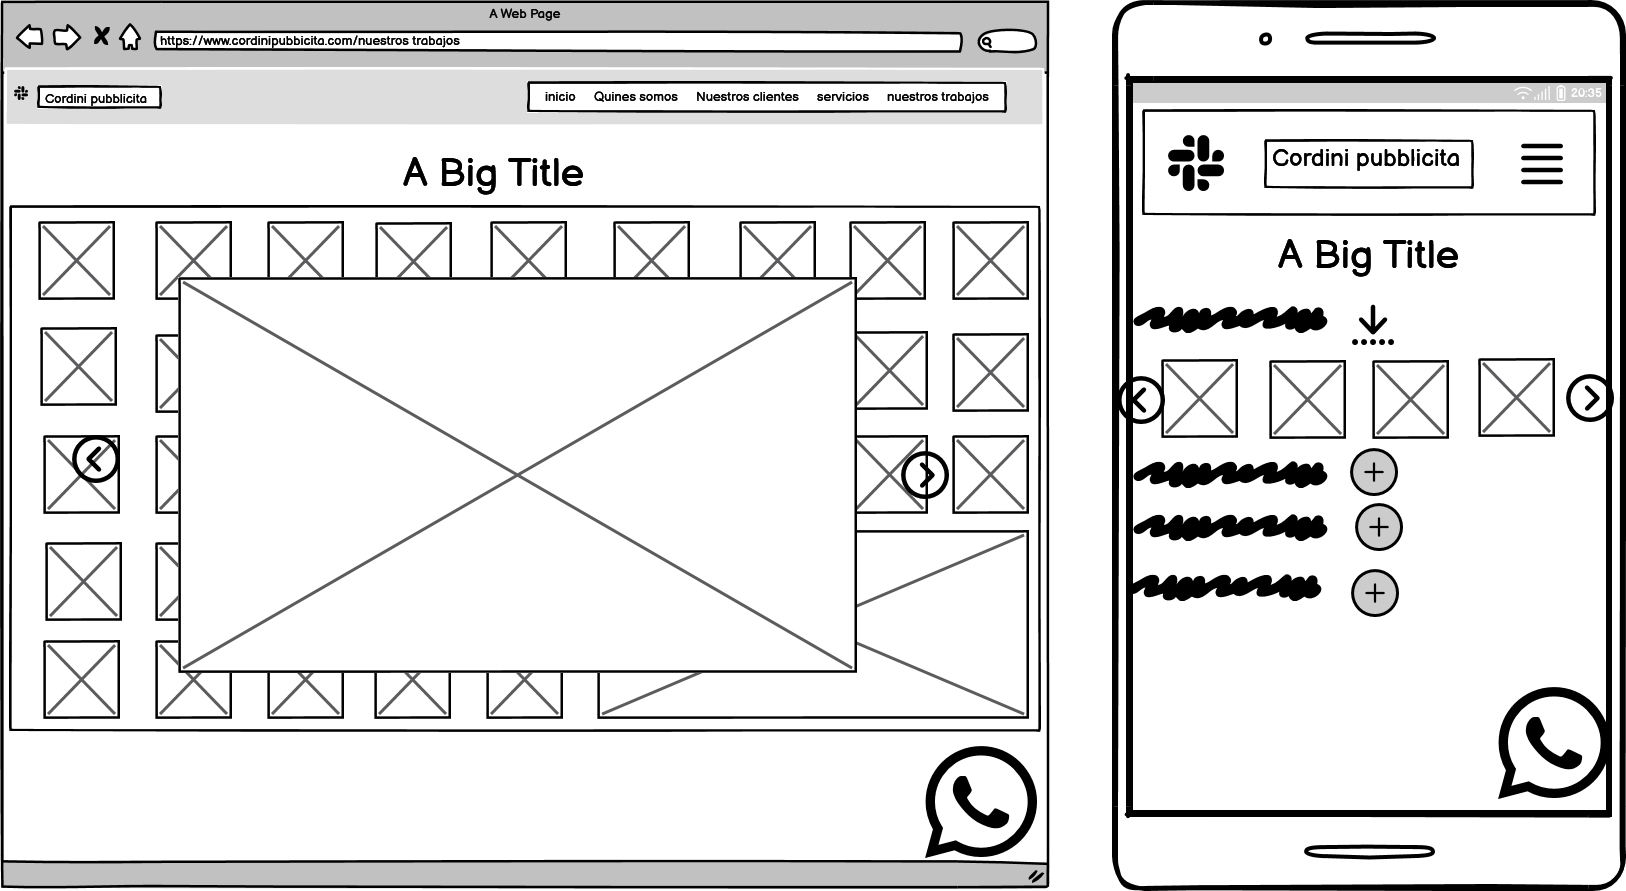 A Web Page
https://www.cordinipubbicita.com/nuestros trabajos
Cordini pubblicita
inicio Quines somos Nuestros clientes servicios nuestros trabajos
A Big Title
20:35
Cordini pubblicita
A Big Title